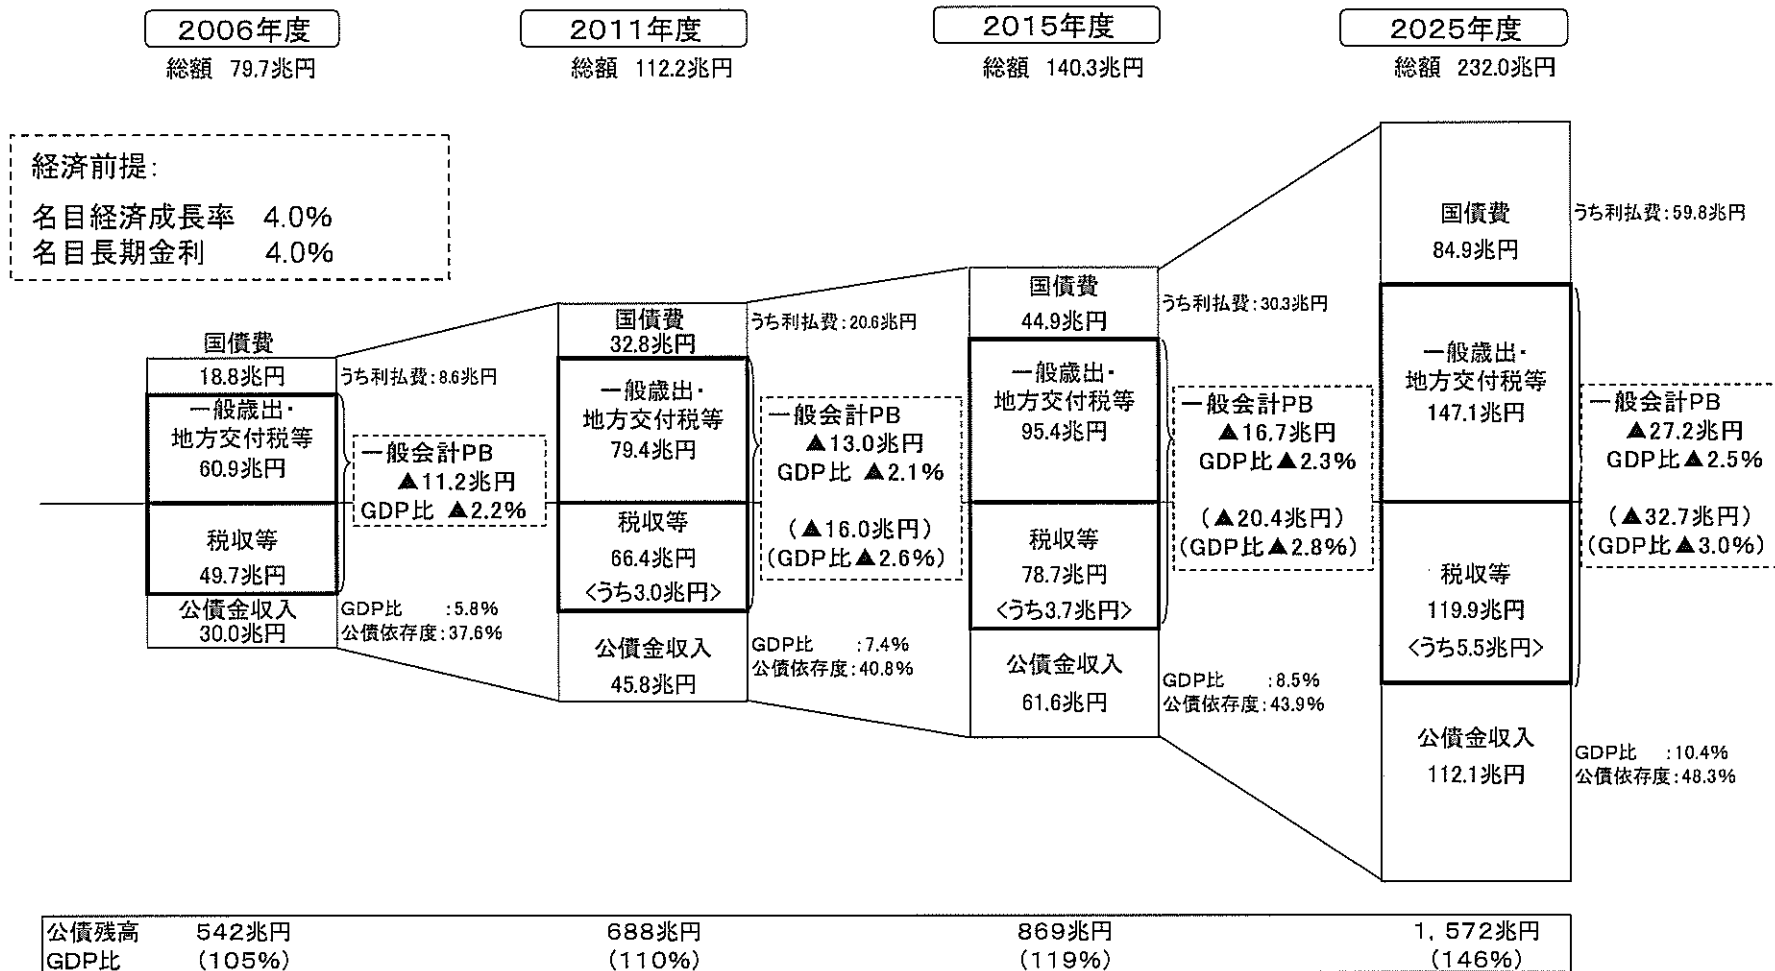 2006年度
総額 79.7兆円
2011年度
総額 112.2兆円
2015年度
総額 140.3兆円
2025年度
総額 232.0兆円
経済前提:
名目経済成長率 4.0%
名目長期金利 4.0%
国債費
18.8兆円
うち利払費:8.6兆円
一般歳出・
地方交付税等
60.9兆円
税収等
49.7兆円
公債金収入
30.0兆円
一般会計PB
▲11.2兆円
GDP比 ▲2.2%
GDP比 :5.8%
公債依存度:37.6%
国債費
32.8兆円
うち利払費:20.6兆円
一般歳出・
地方交付税等
79.4兆円
税収等
66.4兆円
<うち3.0兆円>
公債金収入
45.8兆円
一般会計PB
▲13.0兆円
GDP比 ▲2.1%
(▲16.0兆円)
(GDP比▲2.6%)
GDP比 :7.4%
公債依存度:40.8%
国債費
44.9兆円
うち利払費:30.3兆円
一般歳出・
地方交付税等
95.4兆円
税収等
78.7兆円
<うち3.7兆円>
公債金収入
61.6兆円
一般会計PB
▲16.7兆円
GDP比▲2.3%
(▲20.4兆円)
(GDP比▲2.8%)
GDP比 :8.5%
公債依存度:43.9%
国債費
84.9兆円
うち利払費:59.8兆円
一般歳出・
地方交付税等
147.1兆円
税収等
119.9兆円
<うち5.5兆円>
公債金収入
112.1兆円
一般会計PB
▲27.2兆円
GDP比▲2.5%
(▲32.7兆円)
(GDP比▲3.0%)
GDP比 :10.4%
公債依存度:48.3%
公債残高 542兆円 688兆円 869兆円 1,572兆円
GDP比 (105%) (110%) (119%) (146%)